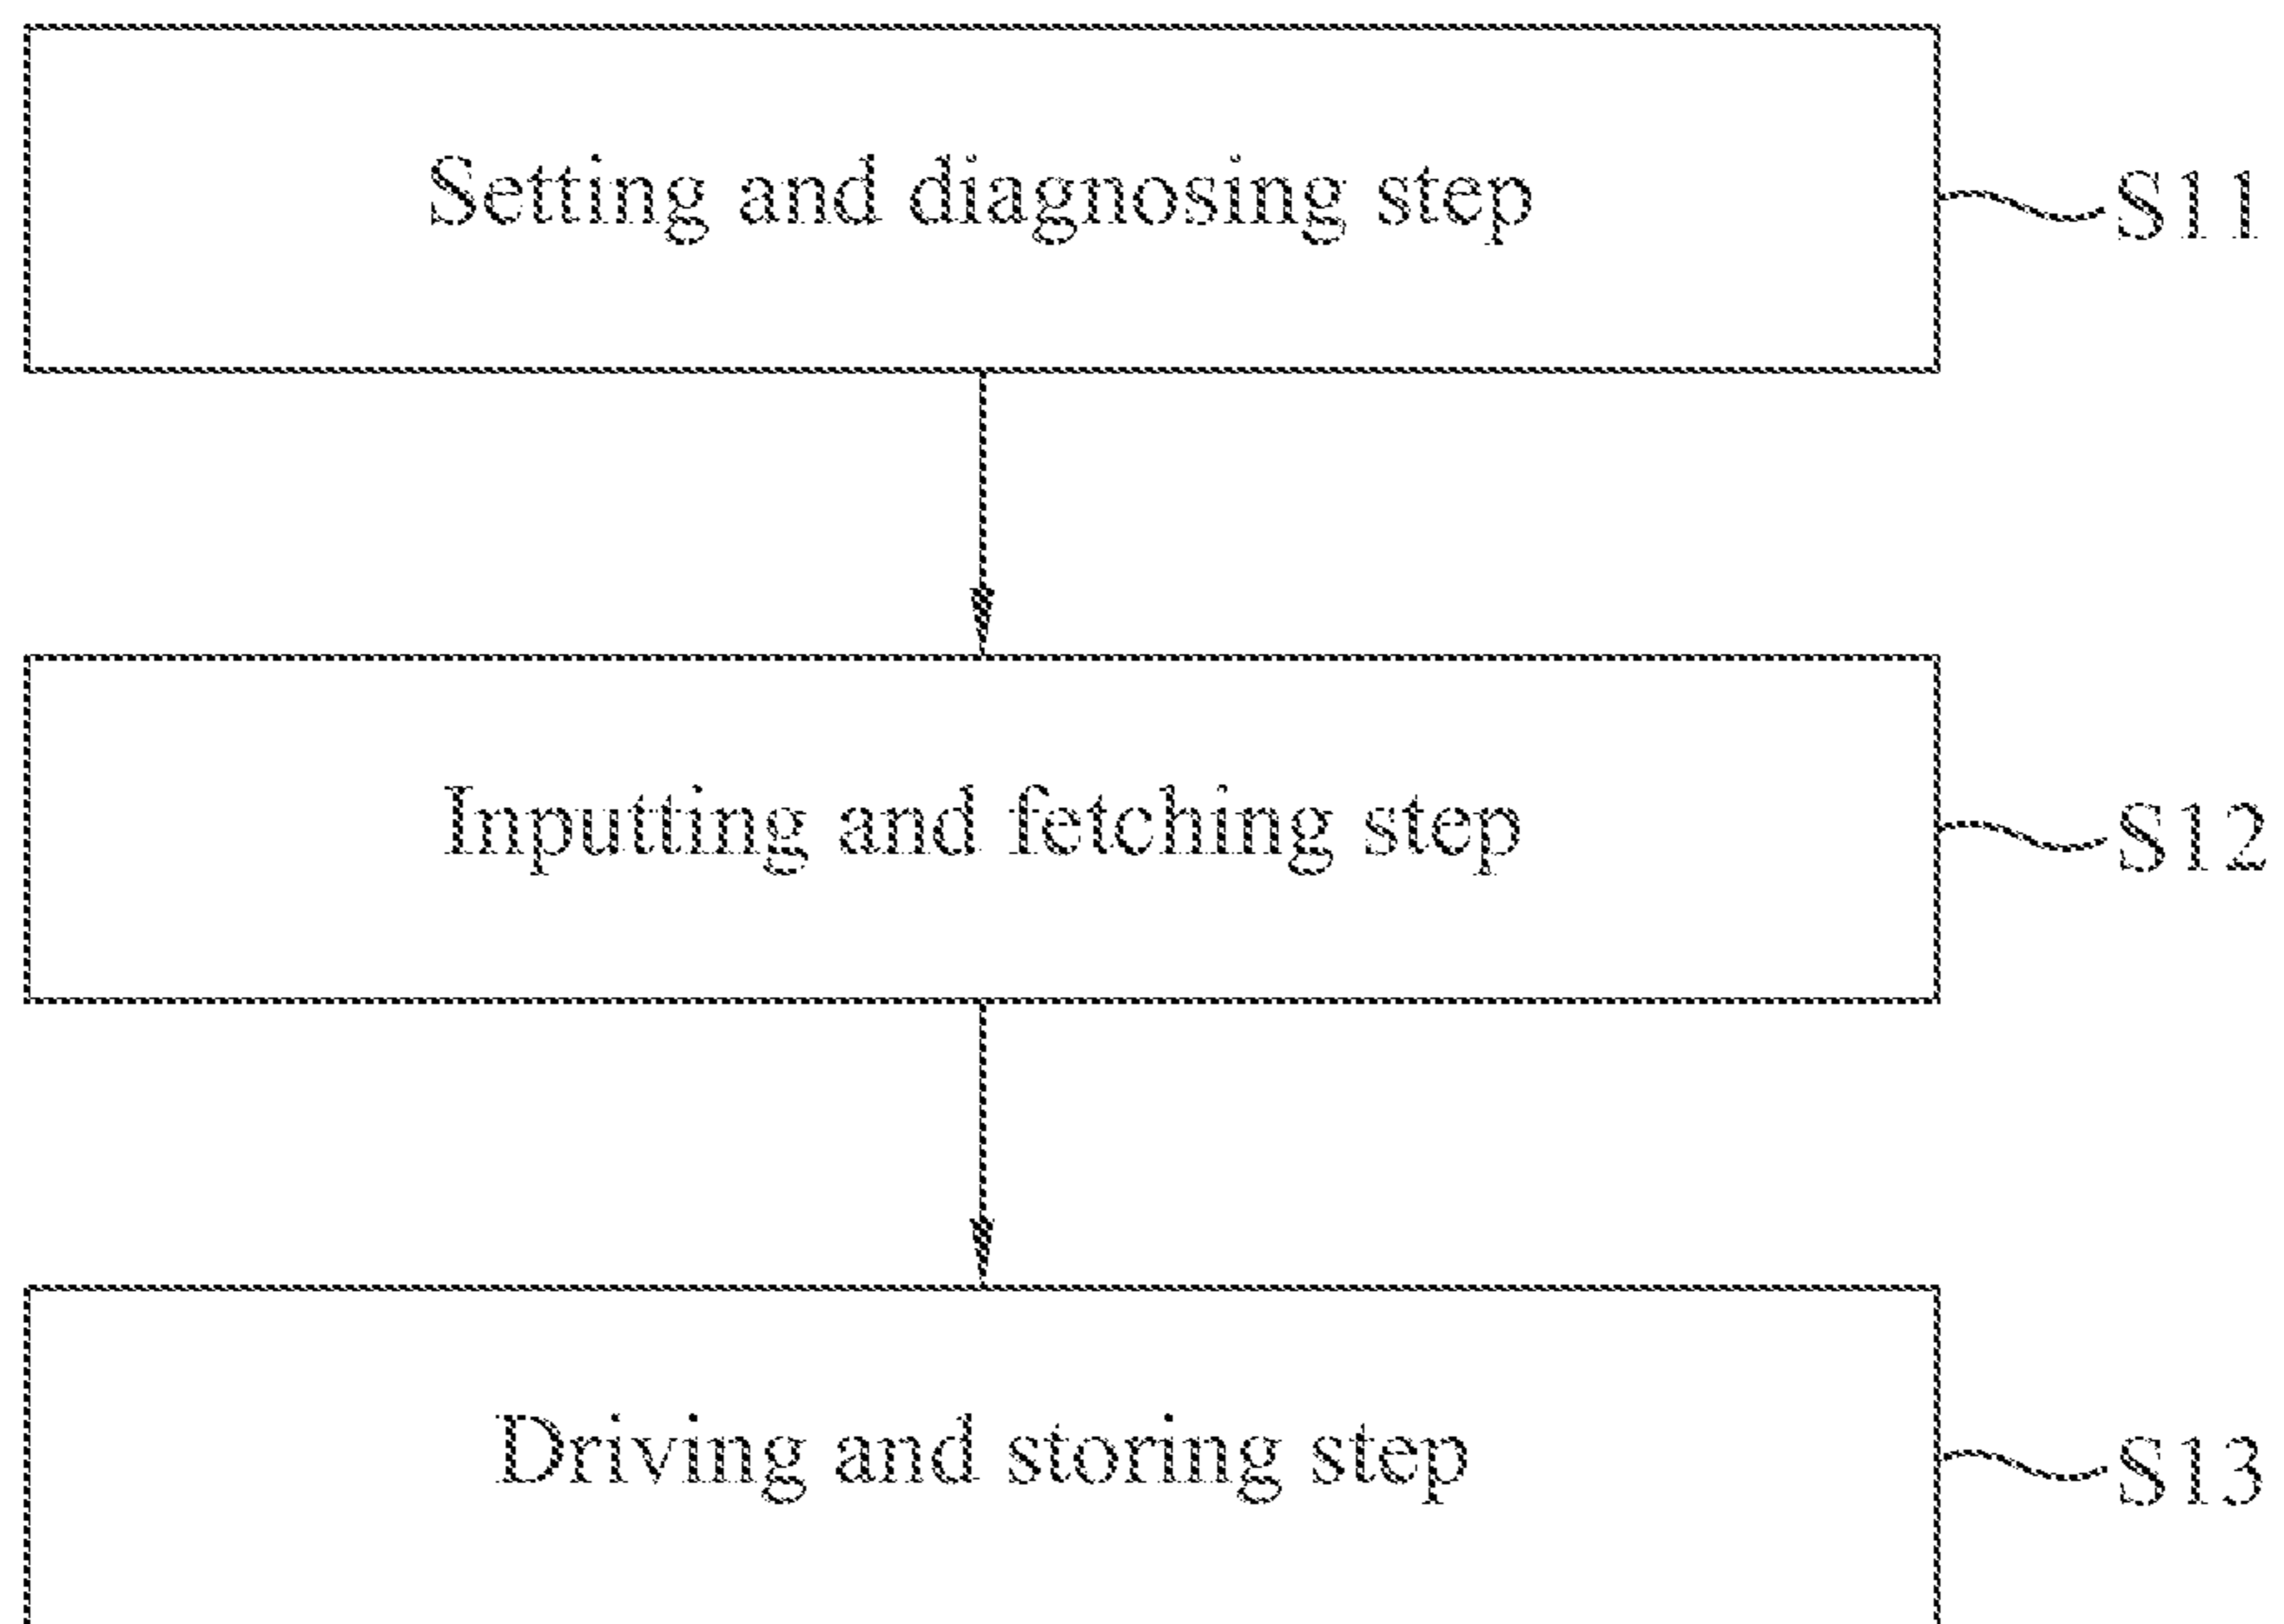 Setting and diagnosing step
S11
Inputting and fetching step
S12
Driving and storing step
S13